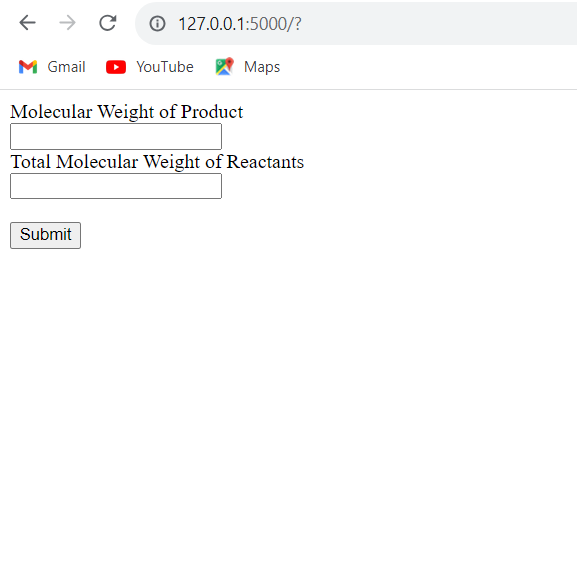 127.0.0.1:5000/?
Gmail YouTube Maps
Molecular Weight of Product
Total Molecular Weight of Reactants
Submit